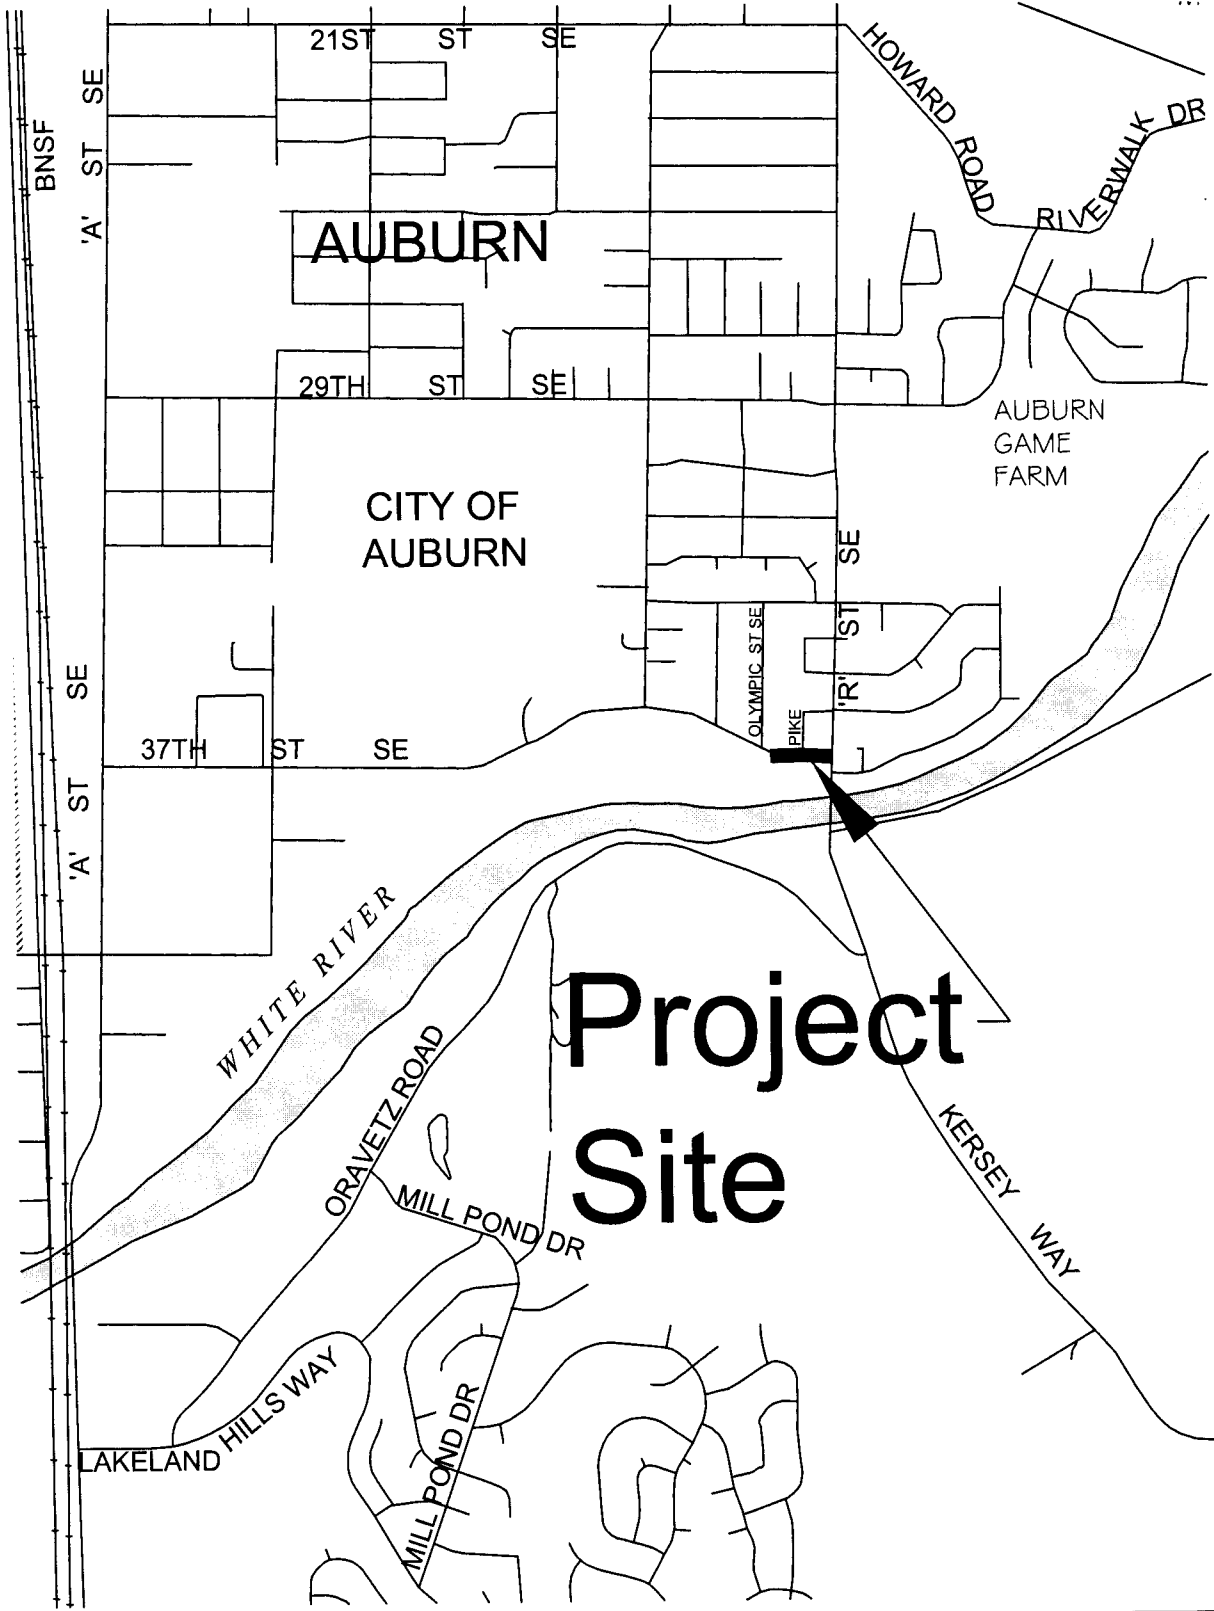 21ST ST SE
HOWARD ROAD
RIVERWALK DR
BNSF
'A' ST SE
AUBURN
29TH ST SE
AUBURN
GAME
FARM
CITY OF
AUBURN
'R' ST SE
OLYMPIC ST SE
PIKE
'A' ST SE
37TH ST SE
WHITE RIVER
Project
Site
ORAVETZ ROAD
KERSEY WAY
MILL POND DR
LAKELAND HILLS WAY
MILL POND DR